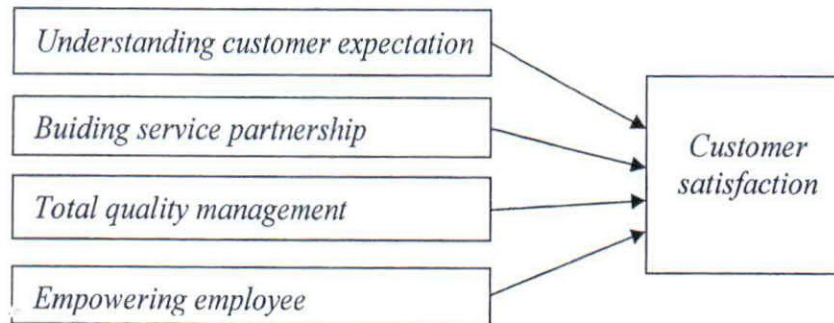 Understanding customer expectation
Buiding service partnership
Total quality management
Empowering employee
Customer
satisfaction